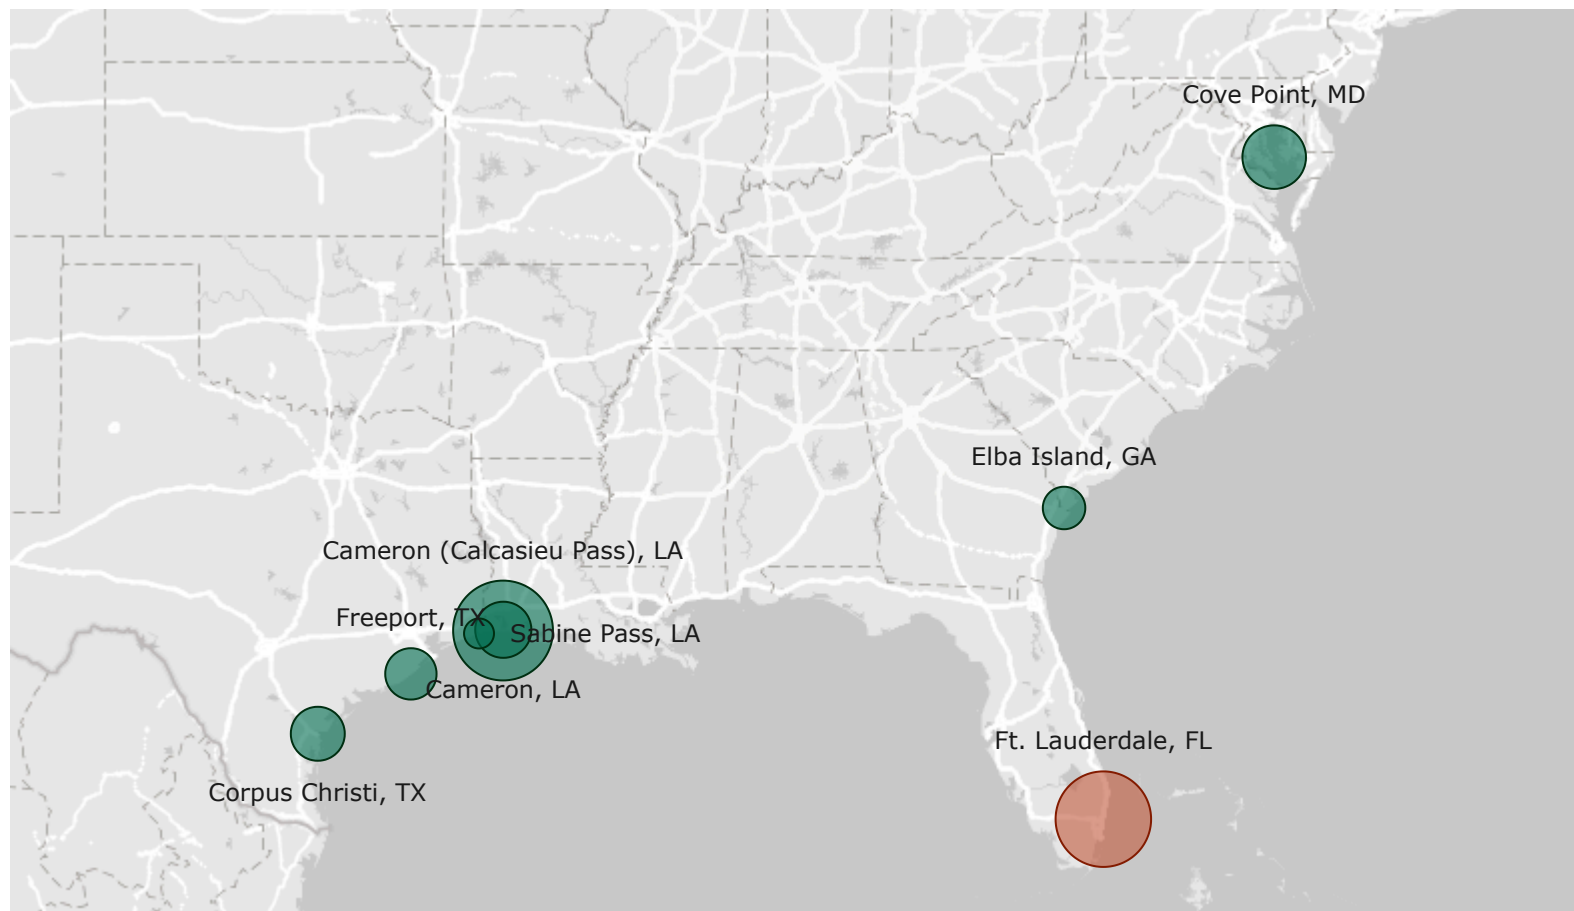 Cove Point, MD
Elba Island, GA
Cameron (Calcasieu Pass), LA
Freeport, TX
Sabine Pass, LA
Cameron, LA
Ft. Lauderdale, FL
Corpus Christi, TX